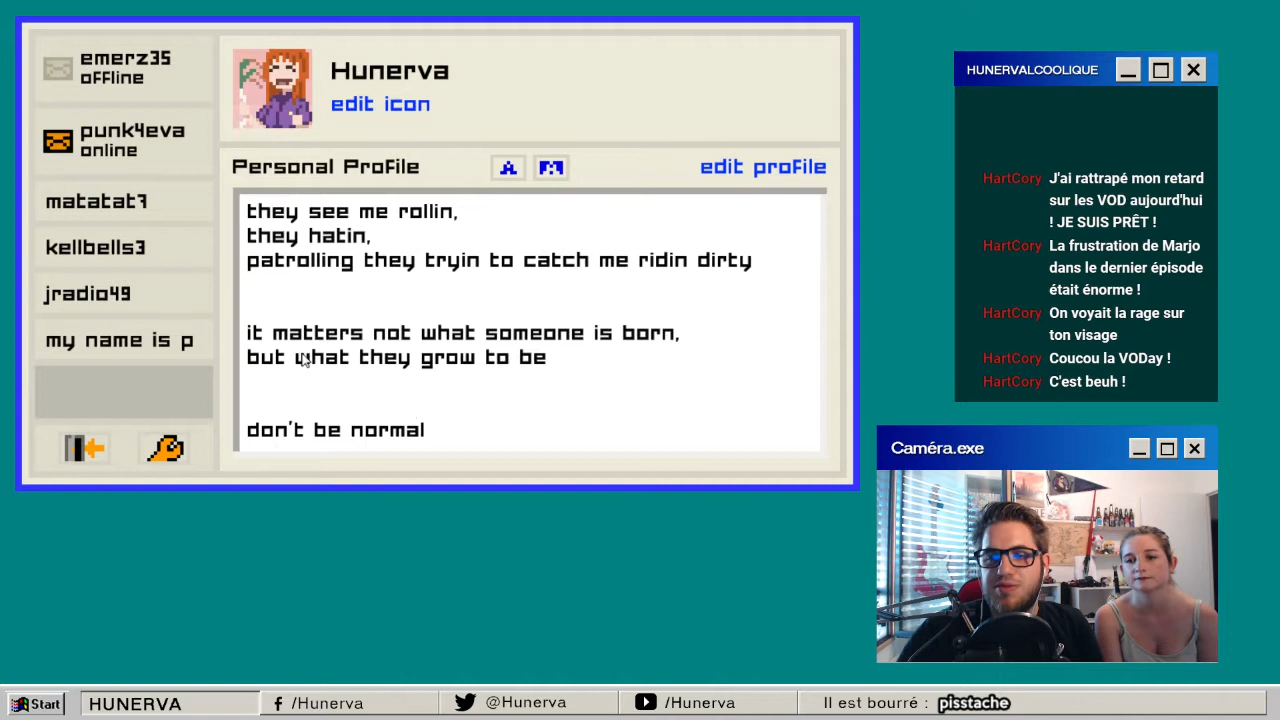 emerz35
offline
punk4eva
online
matatat7
kellbells3
jradio49
my name is p
Hunerva
edit icon
Personal Profile
edit profile
they see me rollin,
they hatin,
patrolling they tryin to catch me ridin dirty
it matters not what someone is born,
but what they grow to be
don't be normal
HUNERVALCOOLIQUE
HartCory J'ai rattrapé mon retard
sur les VOD aujourd'hui
! JE SUIS PRÊT !
HartCory La frustration de Marjo
dans le dernier épisode
était énorme !
HartCory On voyait la rage sur
ton visage
HartCory Coucou la VODay !
HartCory C'est beuh !
Caméra.exe
Start
HUNERVA
/Hunerva
@Hunerva
/Hunerva
Il est bourré : pisstache